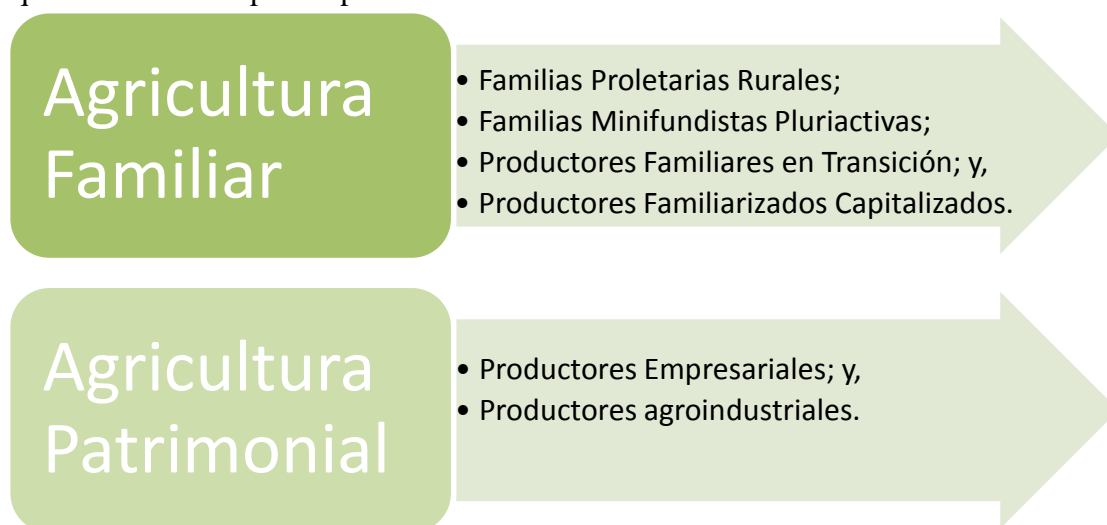 Agricultura
Familiar
• Familias Proletarias Rurales;
• Familias Minifundistas Pluriactivas;
• Productores Familiares en Transición; y,
• Productores Familiarizados Capitalizados.
Agricultura
Patrimonial
• Productores Empresariales; y,
• Productores agroindustriales.